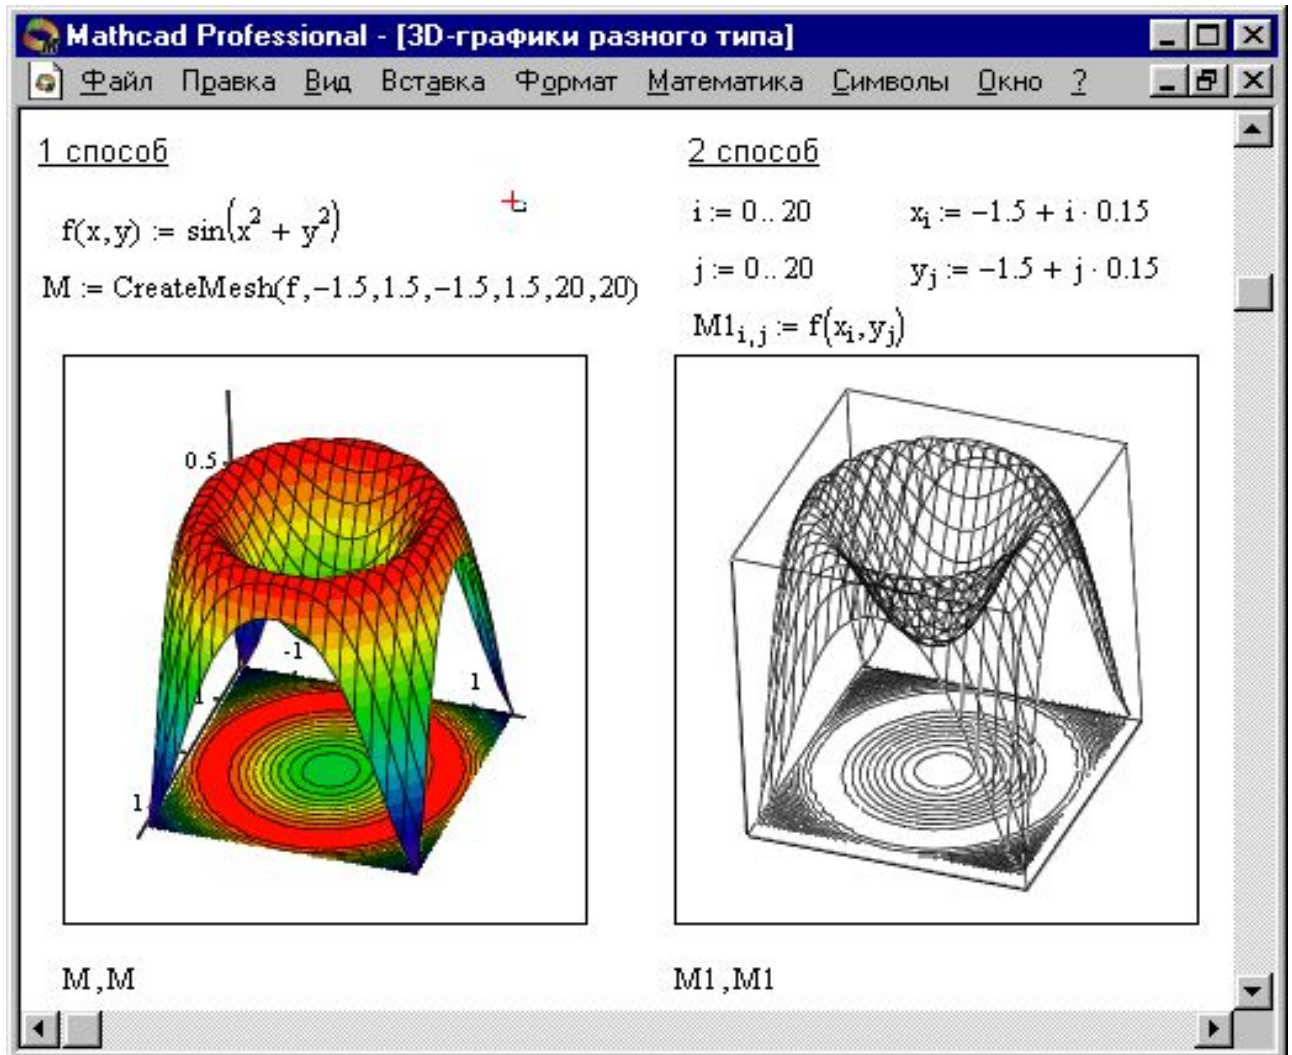 Mathcad Professional - [3D-графики разного типа]
Файл Правка Вид Вставка Формат Математика Символы Окно ?
1 способ
f(x,y) := sin(x² + y²)
M := CreateMesh(f,−1.5,1.5,−1.5,1.5,20,20)
0.5
-1
1
1
1
M,M
2 способ
i := 0.. 20 xᵢ := −1.5 + i · 0.15
j := 0.. 20 yⱼ := −1.5 + j · 0.15
M1ᵢ,ⱼ := f(xᵢ,yⱼ)
M1,M1